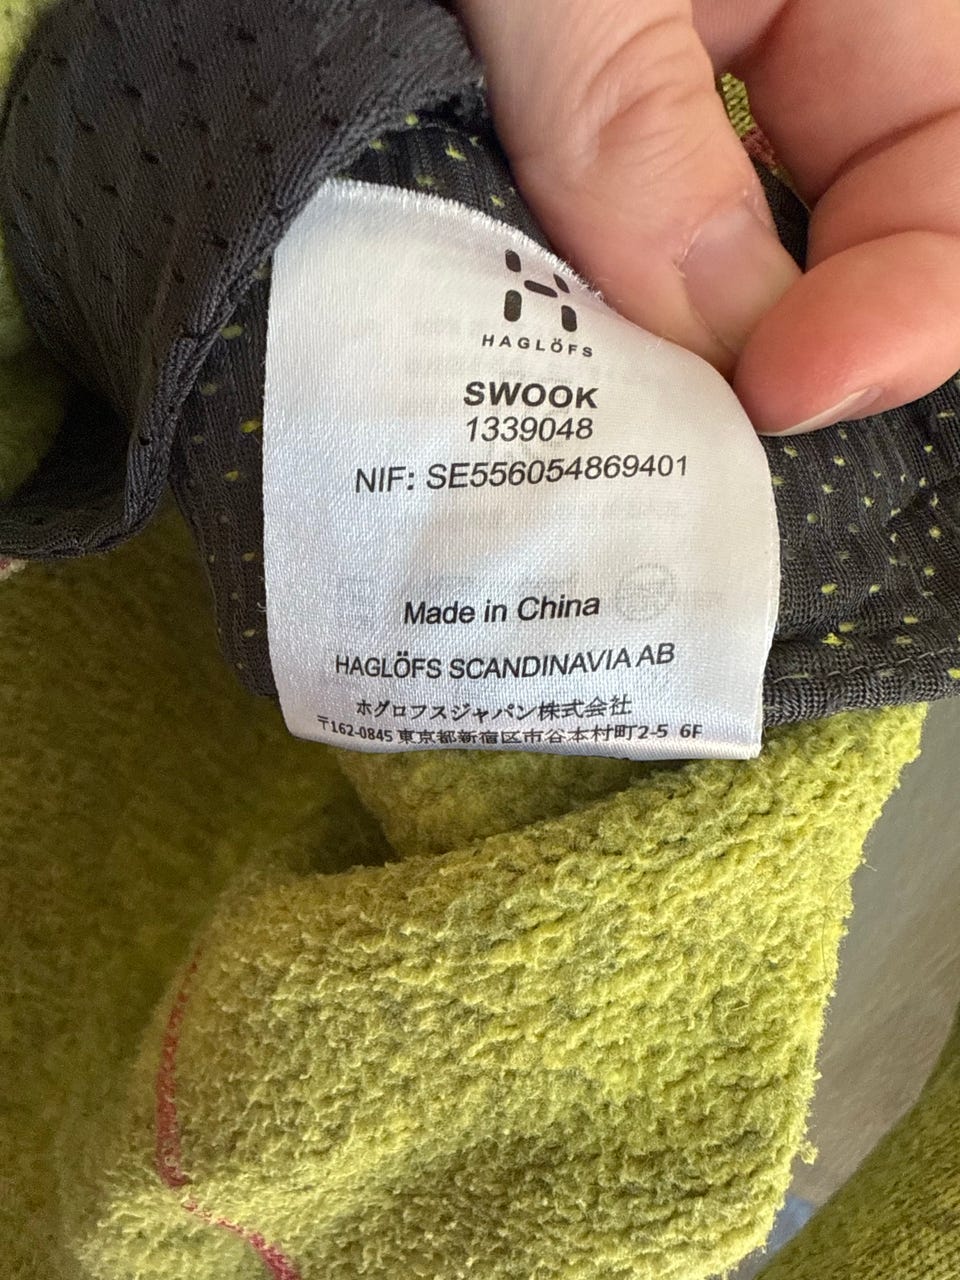 HAGLÖFS
SWOOK
1339048
NIF: SE556054869401
Made in China
HAGLÖFS SCANDINAVIA AB
ホグロフスジャパン株式会社
〒162-0845 東京都新宿区市谷本村町2-5 6F